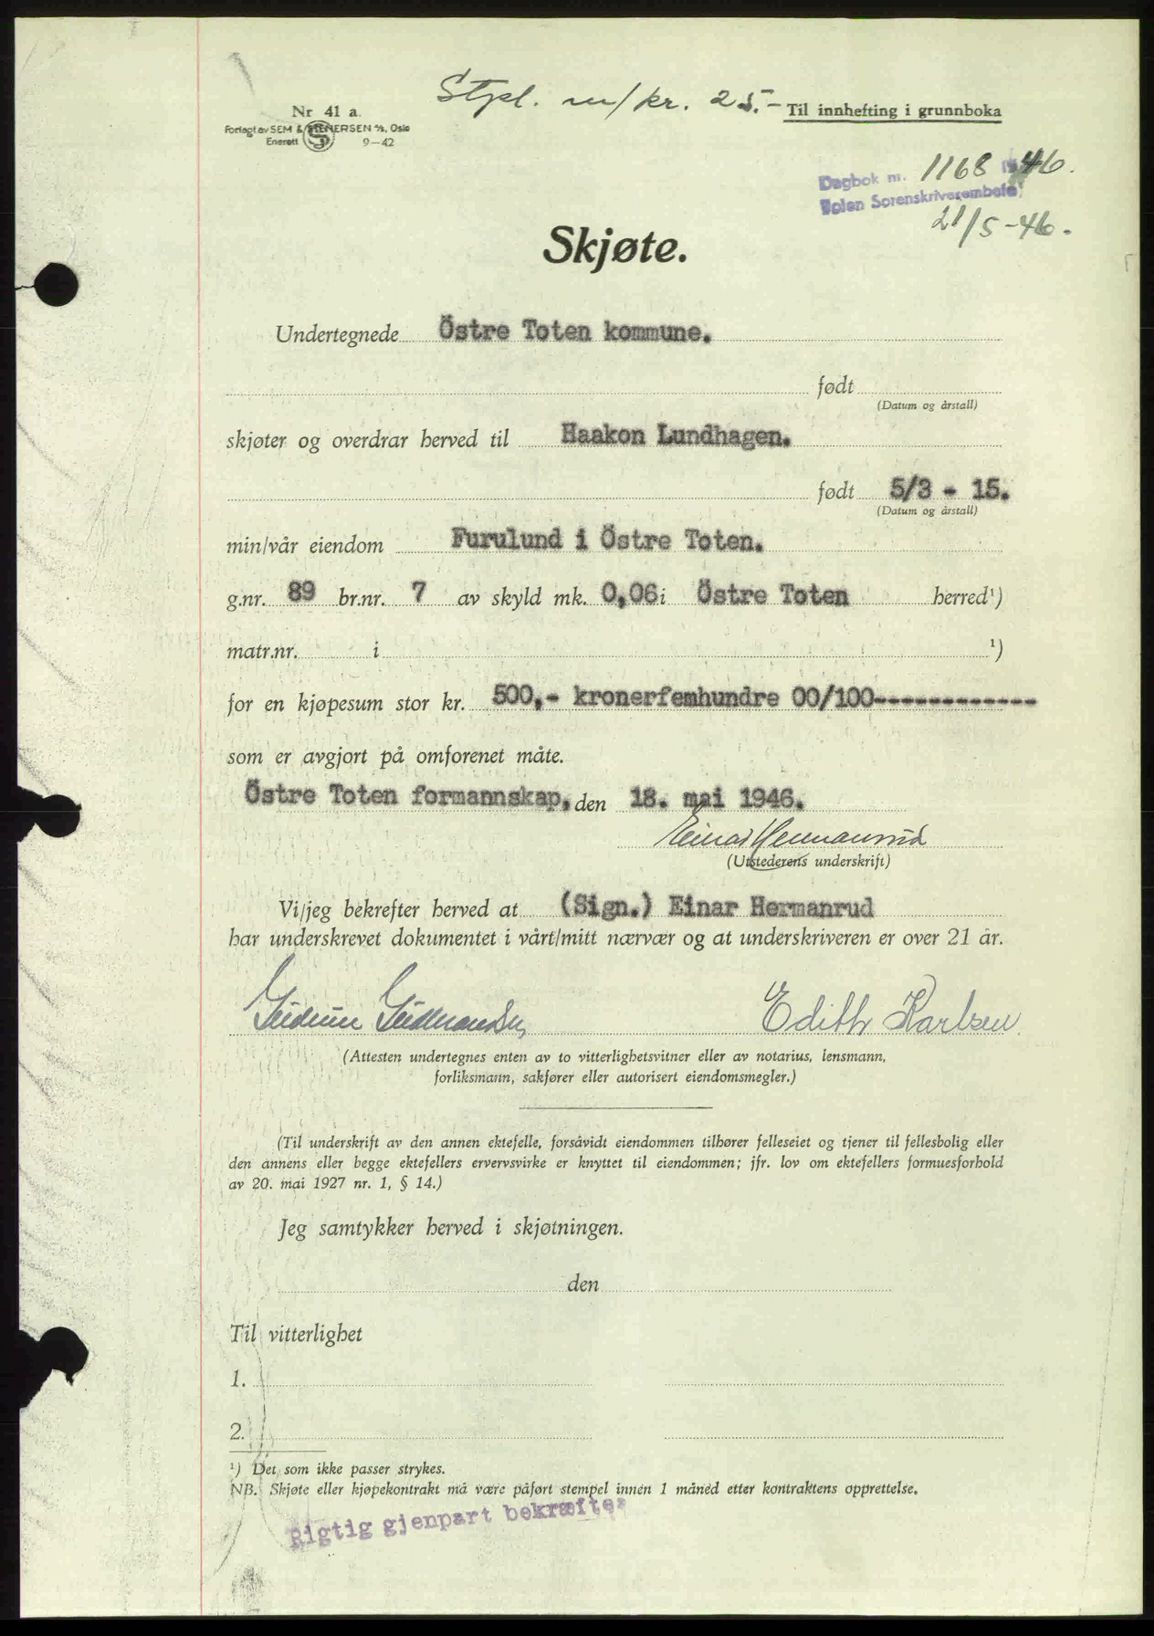 Stpl. m/kr. 25.-
Nr 41 a.
Til innhefting i grunnboka
Forlagt av SEM & STENERSEN A/S, Oslo
Enerett 9-42
Dagbok nr. 1168 1946.
Toten Sorenskriverembete
21/5-46.
Skjøte.
Undertegnede Östre Toten kommune.
født
(Datum og årstall)
skjøter og overdrar herved til Haakon Lundhagen.
født 5/3 - 15.
(Datum og årstall)
min/vår eiendom Furulund i Östre Toten.
g.nr. 89 br.nr. 7 av skyld mk. 0,06 i Östre Toten herred¹)
matr.nr. i ¹)
for en kjøpesum stor kr. 500,- kronerfemhundre 00/100------------
som er avgjort på omforenet måte.
Östre Toten formannskap, den 18. mai 1946.
Einar Hermanrud
(Utstederens underskrift)
Vi/jeg bekrefter herved at (Sign.) Einar Hermanrud
har underskrevet dokumentet i vårt/mitt nærvær og at underskriveren er over 21 år.
Gudrun Gudmandsen Edith Karlsen.
(Attesten undertegnes enten av to vitterlighetsvitner eller av notarius, lensmann,
forliksmann, sakfører eller autorisert eiendomsmegler.)
(Til underskrift av den annen ektefelle, forsåvidt eiendommen tilhører felleseiet og tjener til fellesbolig eller
den annens eller begge ektefellers ervervsvirke er knyttet til eiendommen; jfr. lov om ektefellers formuesforhold
av 20. mai 1927 nr. 1, § 14.)
Jeg samtykker herved i skjøtningen.
den
Til vitterlighet
1.
2.
¹) Det som ikke passer strykes.
NB. Skjøte eller kjøpekontrakt må være påført stempel innen 1 måned etter kontraktens opprettelse.
Rigtig gjenpart bekræftes